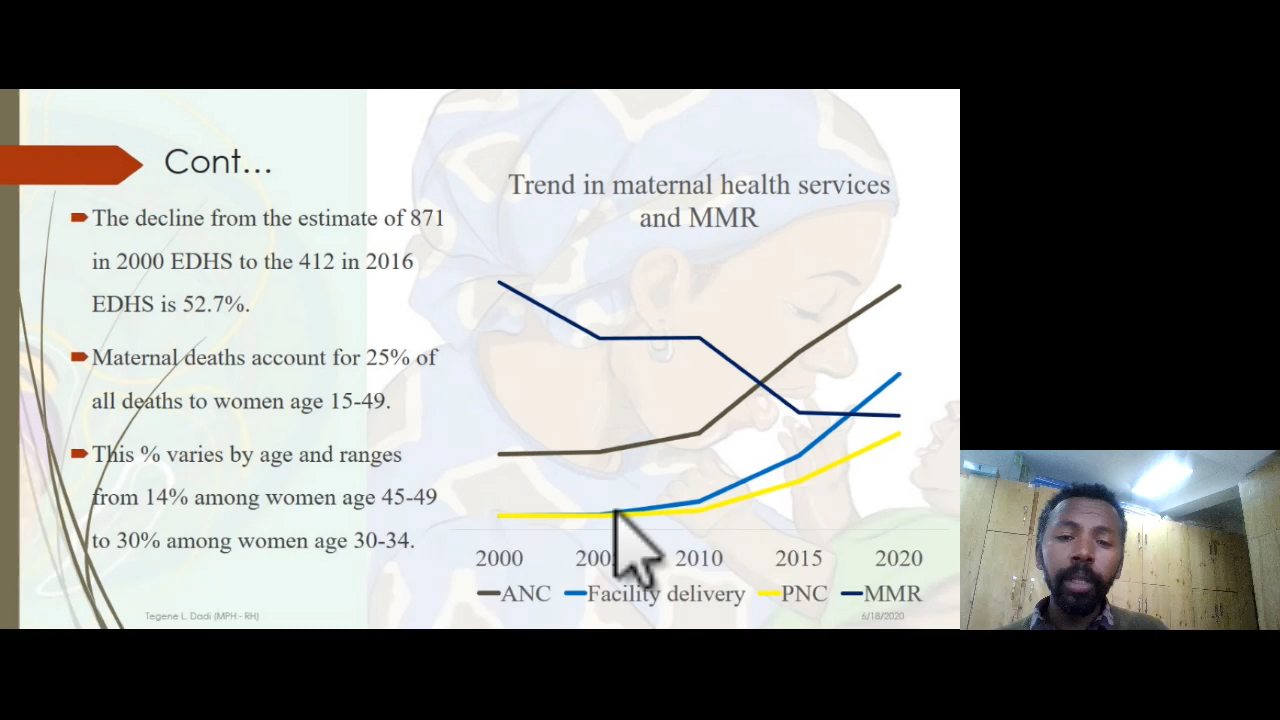 Cont...
The decline from the estimate of 871
in 2000 EDHS to the 412 in 2016
EDHS is 52.7%.
Maternal deaths account for 25% of
all deaths to women age 15-49.
This % varies by age and ranges
from 14% among women age 45-49
to 30% among women age 30-34.
Trend in maternal health services
and MMR
2000 2010 2015 2020
ANC Facility delivery PNC MMR
Tegene L. Dadi (MPH - RH) 6/18/2020